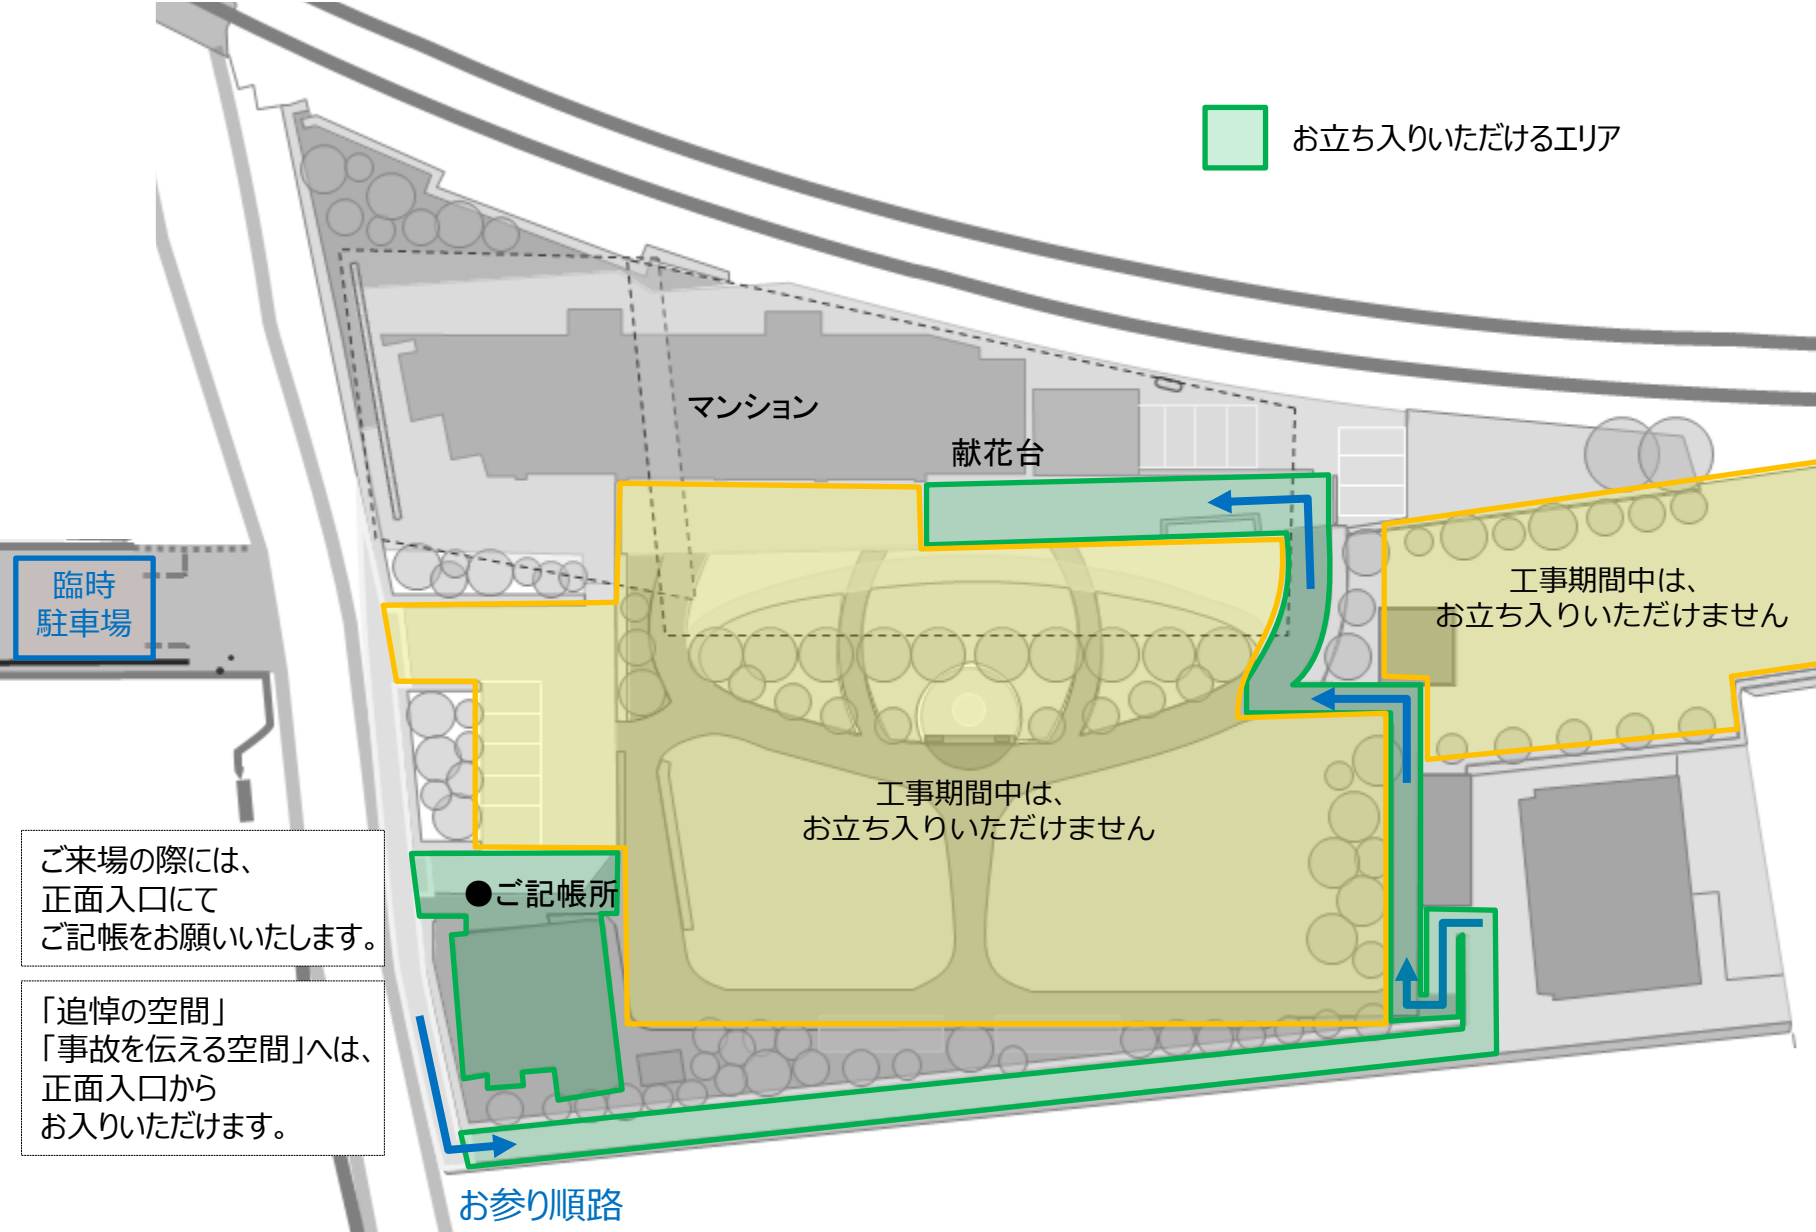 お立ち入りいただけるエリア
マンション
献花台
臨時
駐車場
工事期間中は、
お立ち入りいただけません
工事期間中は、
お立ち入りいただけません
ご来場の際には、
正面入口にて
ご記帳をお願いいたします。
●ご記帳所
「追悼の空間」
「事故を伝える空間」へは、
正面入口から
お入りいただけます。
お参り順路